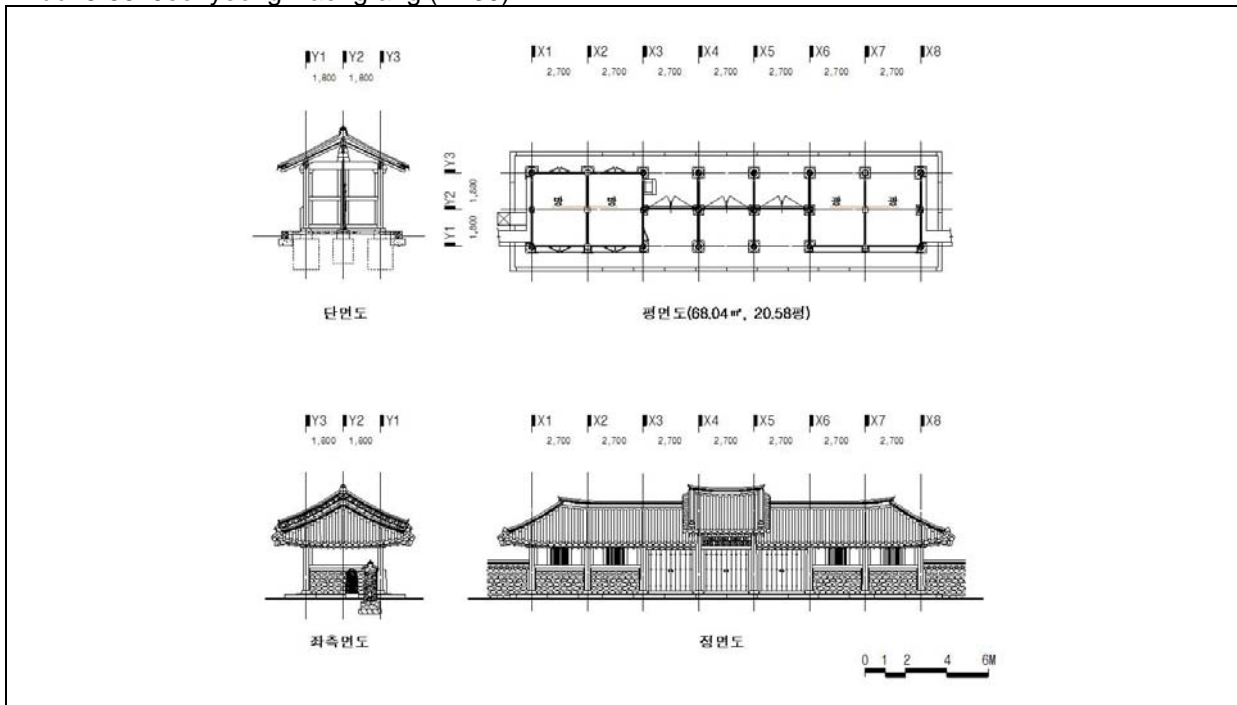 Y1 Y2 Y3
1,800 1,800
X1 X2 X3 X4 X5 X6 X7 X8
2,700 2,700 2,700 2,700 2,700 2,700 2,700
Y3
1,800
Y2
1,800
Y1
단면도
평면도(68.04㎡, 20.58평)
Y3 Y2 Y1
1,800 1,800
X1 X2 X3 X4 X5 X6 X7 X8
2,700 2,700 2,700 2,700 2,700 2,700 2,700
좌측면도
정면도
0 1 2 4 6M